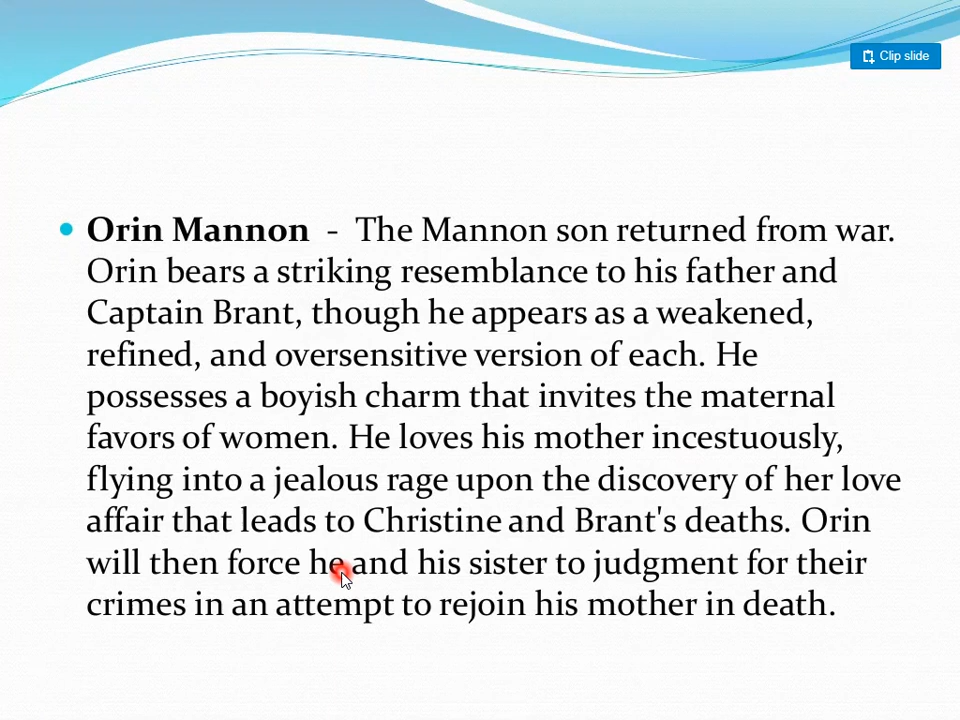 Clip slide
Orin Mannon - The Mannon son returned from war.
Orin bears a striking resemblance to his father and
Captain Brant, though he appears as a weakened,
refined, and oversensitive version of each. He
possesses a boyish charm that invites the maternal
favors of women. He loves his mother incestuously,
flying into a jealous rage upon the discovery of her love
affair that leads to Christine and Brant's deaths. Orin
will then force he and his sister to judgment for their
crimes in an attempt to rejoin his mother in death.